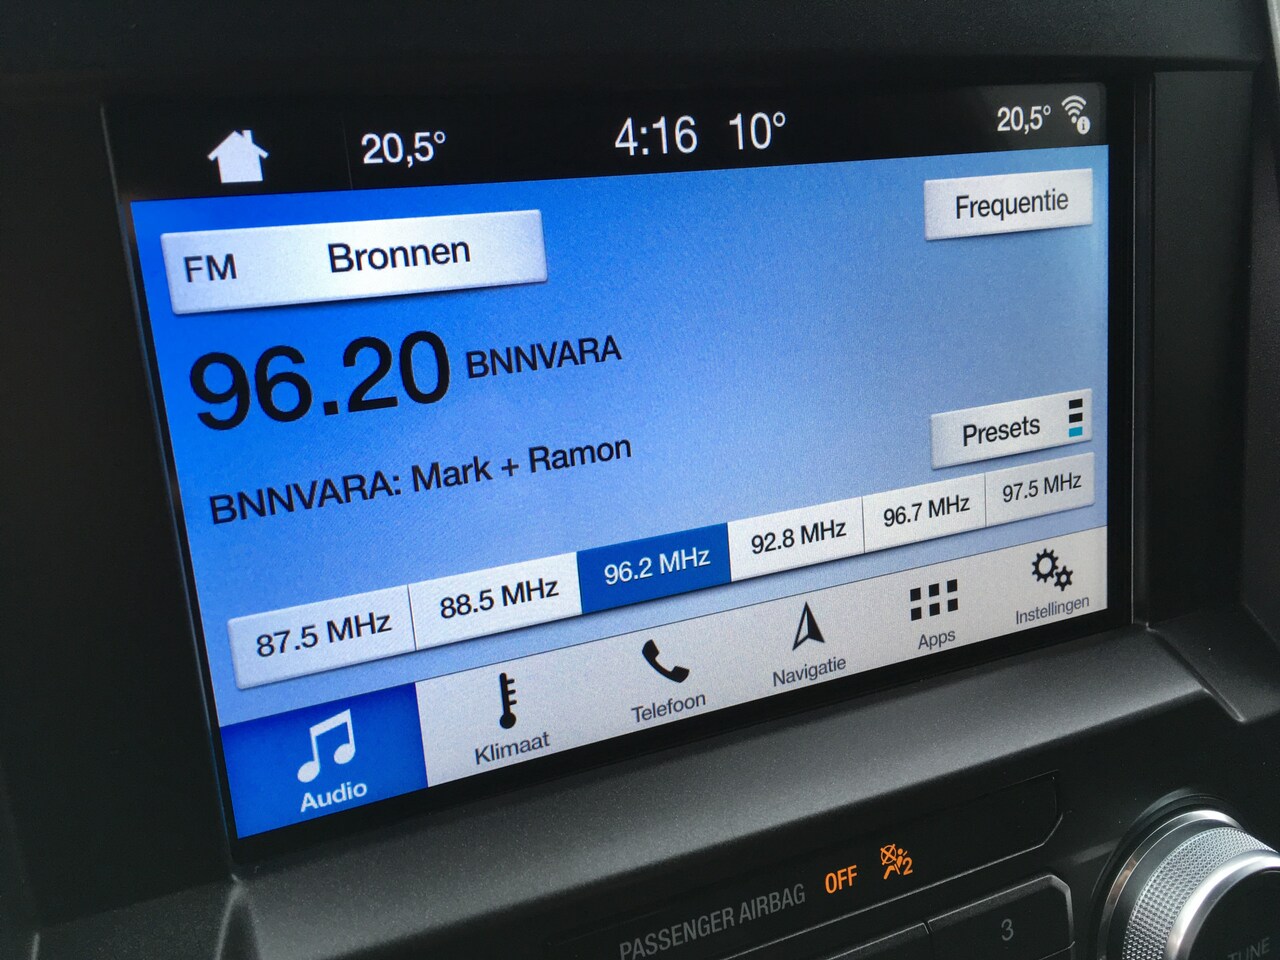 20,5° 4:16 10° 20,5°
FM Bronnen
Frequentie
96.20 BNNVARA
BNNVARA: Mark + Ramon
Presets
87.5 MHz 88.5 MHz 96.2 MHz 92.8 MHz 96.7 MHz 97.5 MHz
Audio Klimaat Telefoon Navigatie Apps Instellingen
PASSENGER AIRBAG OFF 2
3
TUNE